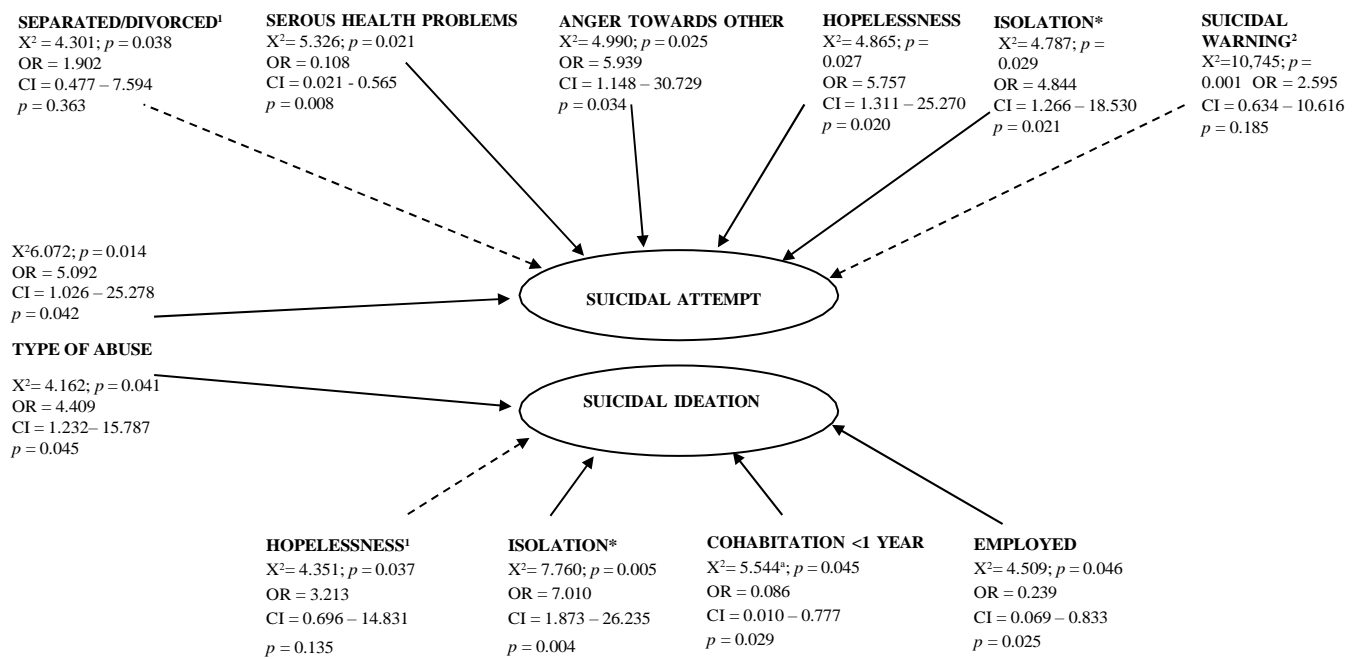 SEPARATED/DIVORCED¹
X² = 4.301; p = 0.038
OR = 1.902
CI = 0.477 – 7.594
p = 0.363
SEROUS HEALTH PROBLEMS
X²= 5.326; p = 0.021
OR = 0.108
CI = 0.021 - 0.565
p = 0.008
ANGER TOWARDS OTHER
X²= 4.990; p = 0.025
OR = 5.939
CI = 1.148 – 30.729
p = 0.034
HOPELESSNESS
X²= 4.865; p =
0.027
OR = 5.757
CI = 1.311 – 25.270
p = 0.020
ISOLATION*
X²= 4.787; p =
0.029
OR = 4.844
CI = 1.266 – 18.530
p = 0.021
SUICIDAL
WARNING²
X²=10,745; p =
0.001 OR = 2.595
CI = 0.634 – 10.616
p = 0.185
X²6.072; p = 0.014
OR = 5.092
CI = 1.026 – 25.278
p = 0.042
SUICIDAL ATTEMPT
TYPE OF ABUSE
X²= 4.162; p = 0.041
OR = 4.409
CI = 1.232– 15.787
p = 0.045
SUICIDAL IDEATION
HOPELESSNESS¹
X²= 4.351; p = 0.037
OR = 3.213
CI = 0.696 – 14.831
p = 0.135
ISOLATION*
X²= 7.760; p = 0.005
OR = 7.010
CI = 1.873 – 26.235
p = 0.004
COHABITATION <1 YEAR
X²= 5.544ª; p = 0.045
OR = 0.086
CI = 0.010 – 0.777
p = 0.029
EMPLOYED
X²= 4.509; p = 0.046
OR = 0.239
CI = 0.069 – 0.833
p = 0.025